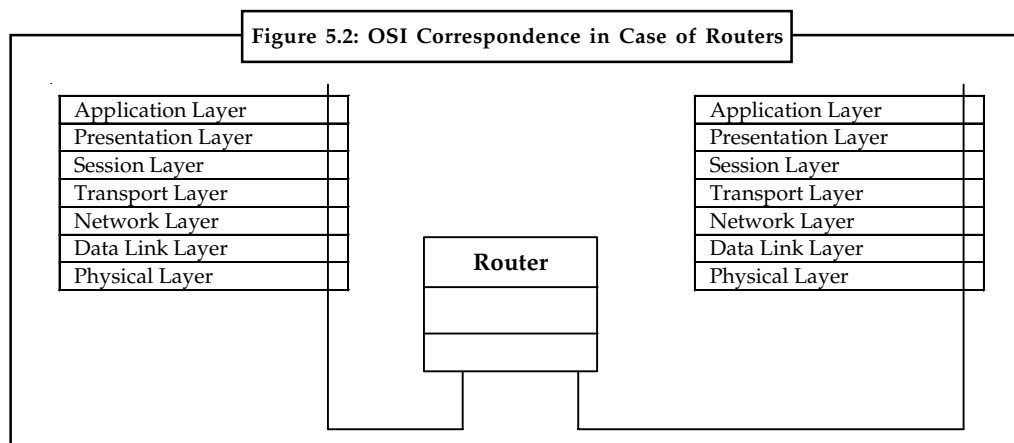 Figure 5.2: OSI Correspondence in Case of Routers
Application Layer
Presentation Layer
Session Layer
Transport Layer
Network Layer
Data Link Layer
Physical Layer
Router
Application Layer
Presentation Layer
Session Layer
Transport Layer
Network Layer
Data Link Layer
Physical Layer